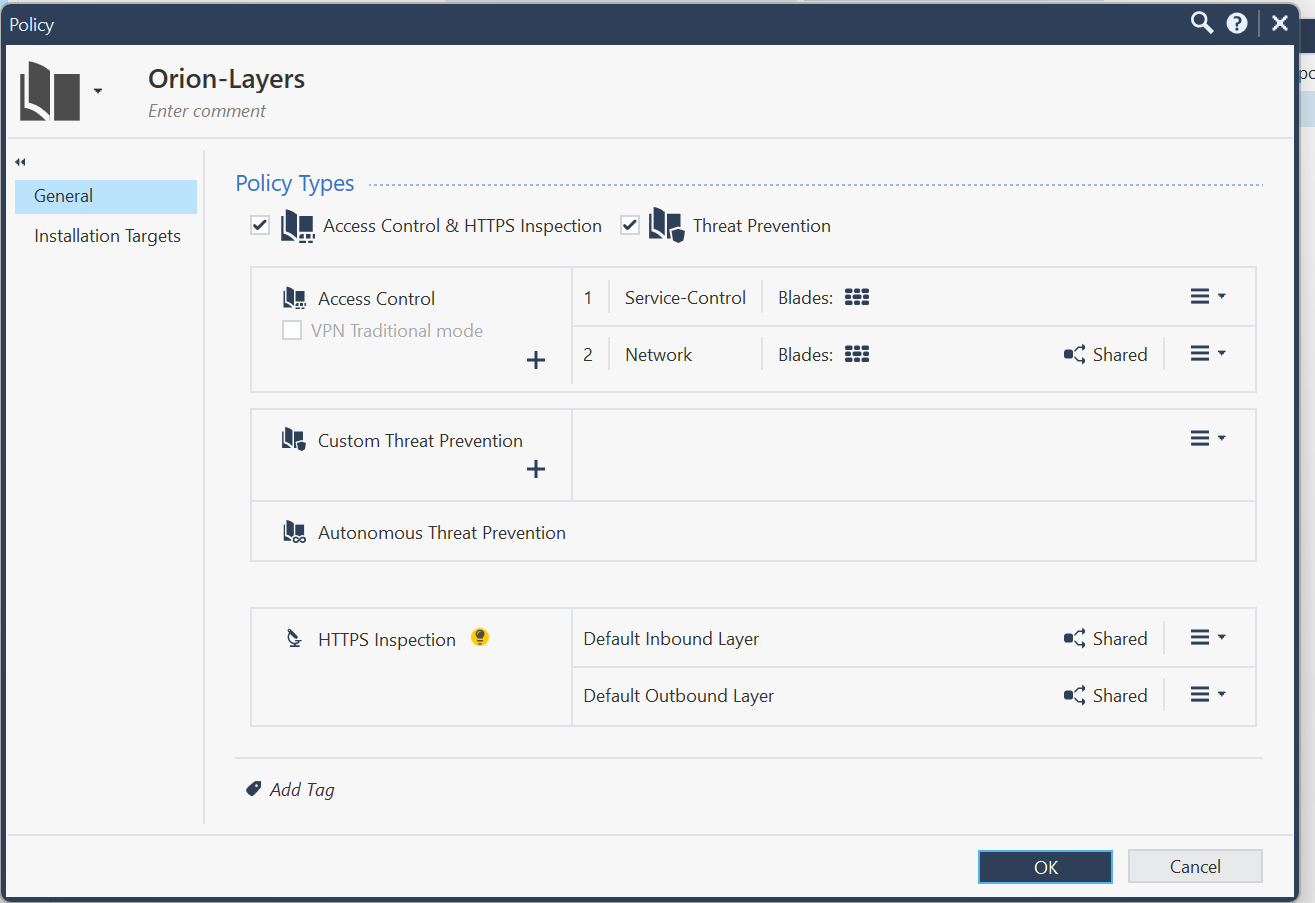 Policy
Orion-Layers
Enter comment
General
Installation Targets
Policy Types
Access Control & HTTPS Inspection
Threat Prevention
Access Control
VPN Traditional mode
1 Service-Control Blades:
2 Network Blades: Shared
Custom Threat Prevention
Autonomous Threat Prevention
HTTPS Inspection
Default Inbound Layer Shared
Default Outbound Layer Shared
Add Tag
OK
Cancel